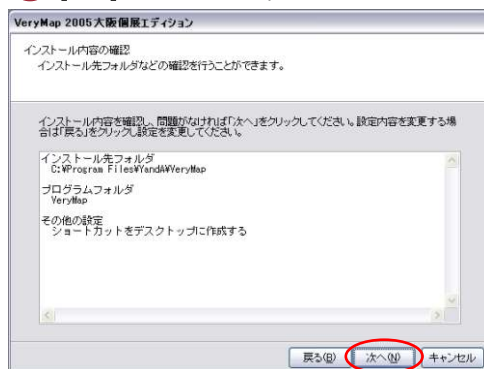 VeryMap 2005大阪個展エディション
インストール内容の確認
インストール先フォルダなどの確認を行うことができます。
インストール内容を確認し、問題がなければ「次へ」をクリックしてください。設定内容を変更する場
合は「戻る」をクリックし設定を変更してください。
インストール先フォルダ
C:¥Program Files¥YandA¥VeryMap
プログラムフォルダ
VeryMap
その他の設定
ショートカットをデスクトップに作成する
戻る(B) 次へ(N) キャンセル